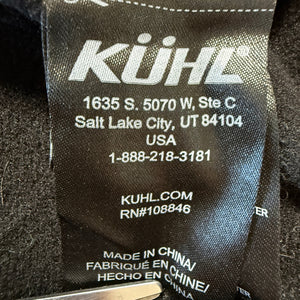 KÜHL®
1635 S. 5070 W, Ste C
Salt Lake City, UT 84104
USA
1-888-218-3181
KUHL.COM
RN#108846
MADE IN CHINA/
FABRIQUÉ EN CHINE/
HECHO EN CHINA